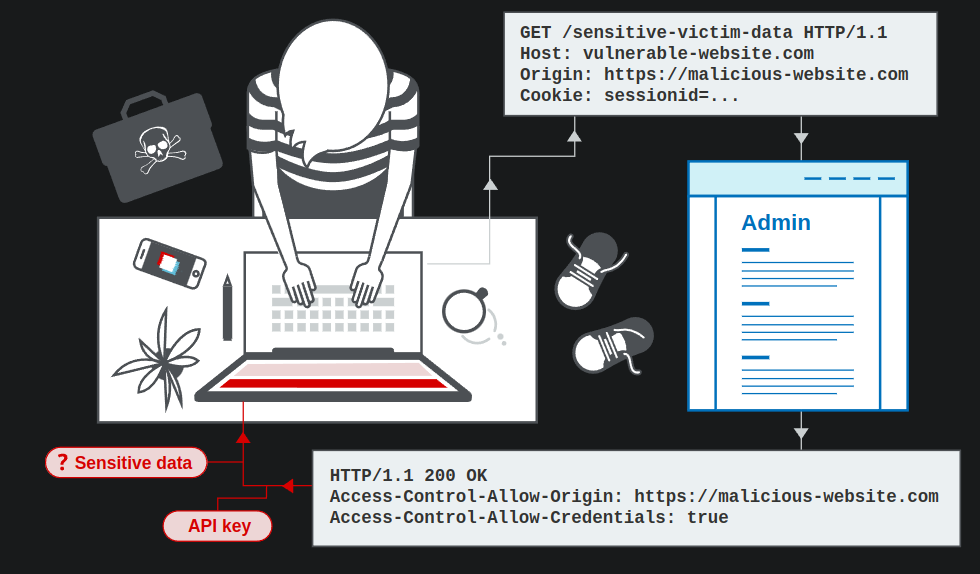 GET /sensitive-victim-data HTTP/1.1
Host: vulnerable-website.com
Origin: https://malicious-website.com
Cookie: sessionid=...
Admin
? Sensitive data
API key
HTTP/1.1 200 OK
Access-Control-Allow-Origin: https://malicious-website.com
Access-Control-Allow-Credentials: true